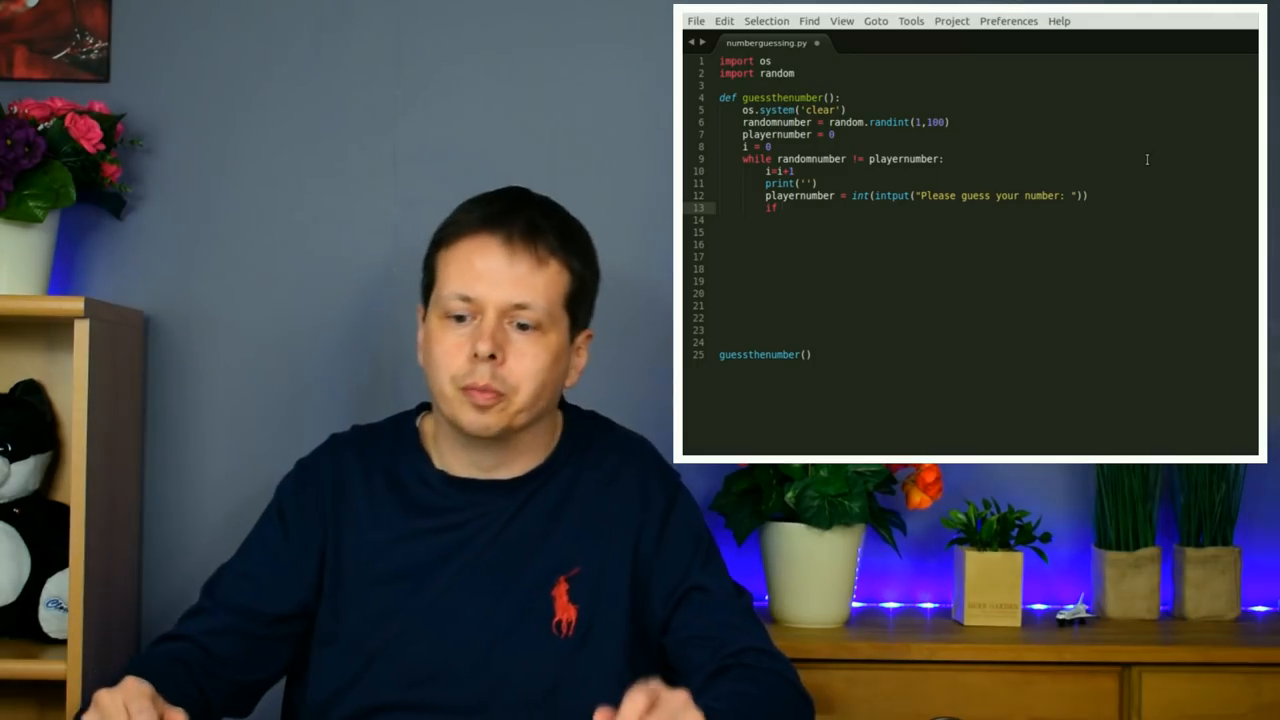 File Edit Selection Find View Goto Tools Project Preferences Help
numberguessing.py
1 import os
2 import random
3
4 def guessthenumber():
5 os.system('clear')
6 randomnumber = random.randint(1,100)
7 playernumber = 0
8 i = 0
9 while randomnumber != playernumber:
10 i=i+1
11 print('')
12 playernumber = int(intput("Please guess your number: "))
13 if
14
15
16
17
18
19
20
21
22
23
24
25 guessthenumber()
HERB GARDEN